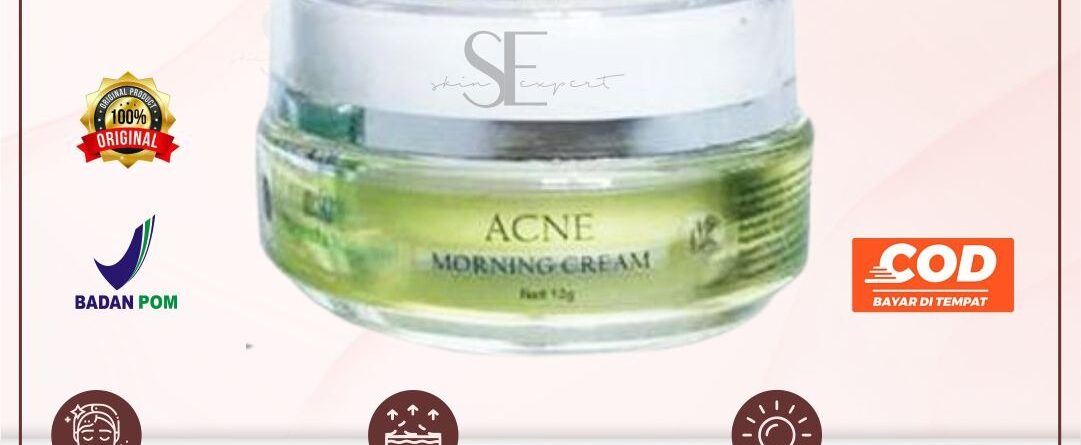 SE
skin expert
ORIGINAL PRODUCT
100%
ORIGINAL
ACNE
MORNING CREAM
Nett 12g
BADAN POM
COD
BAYAR DI TEMPAT